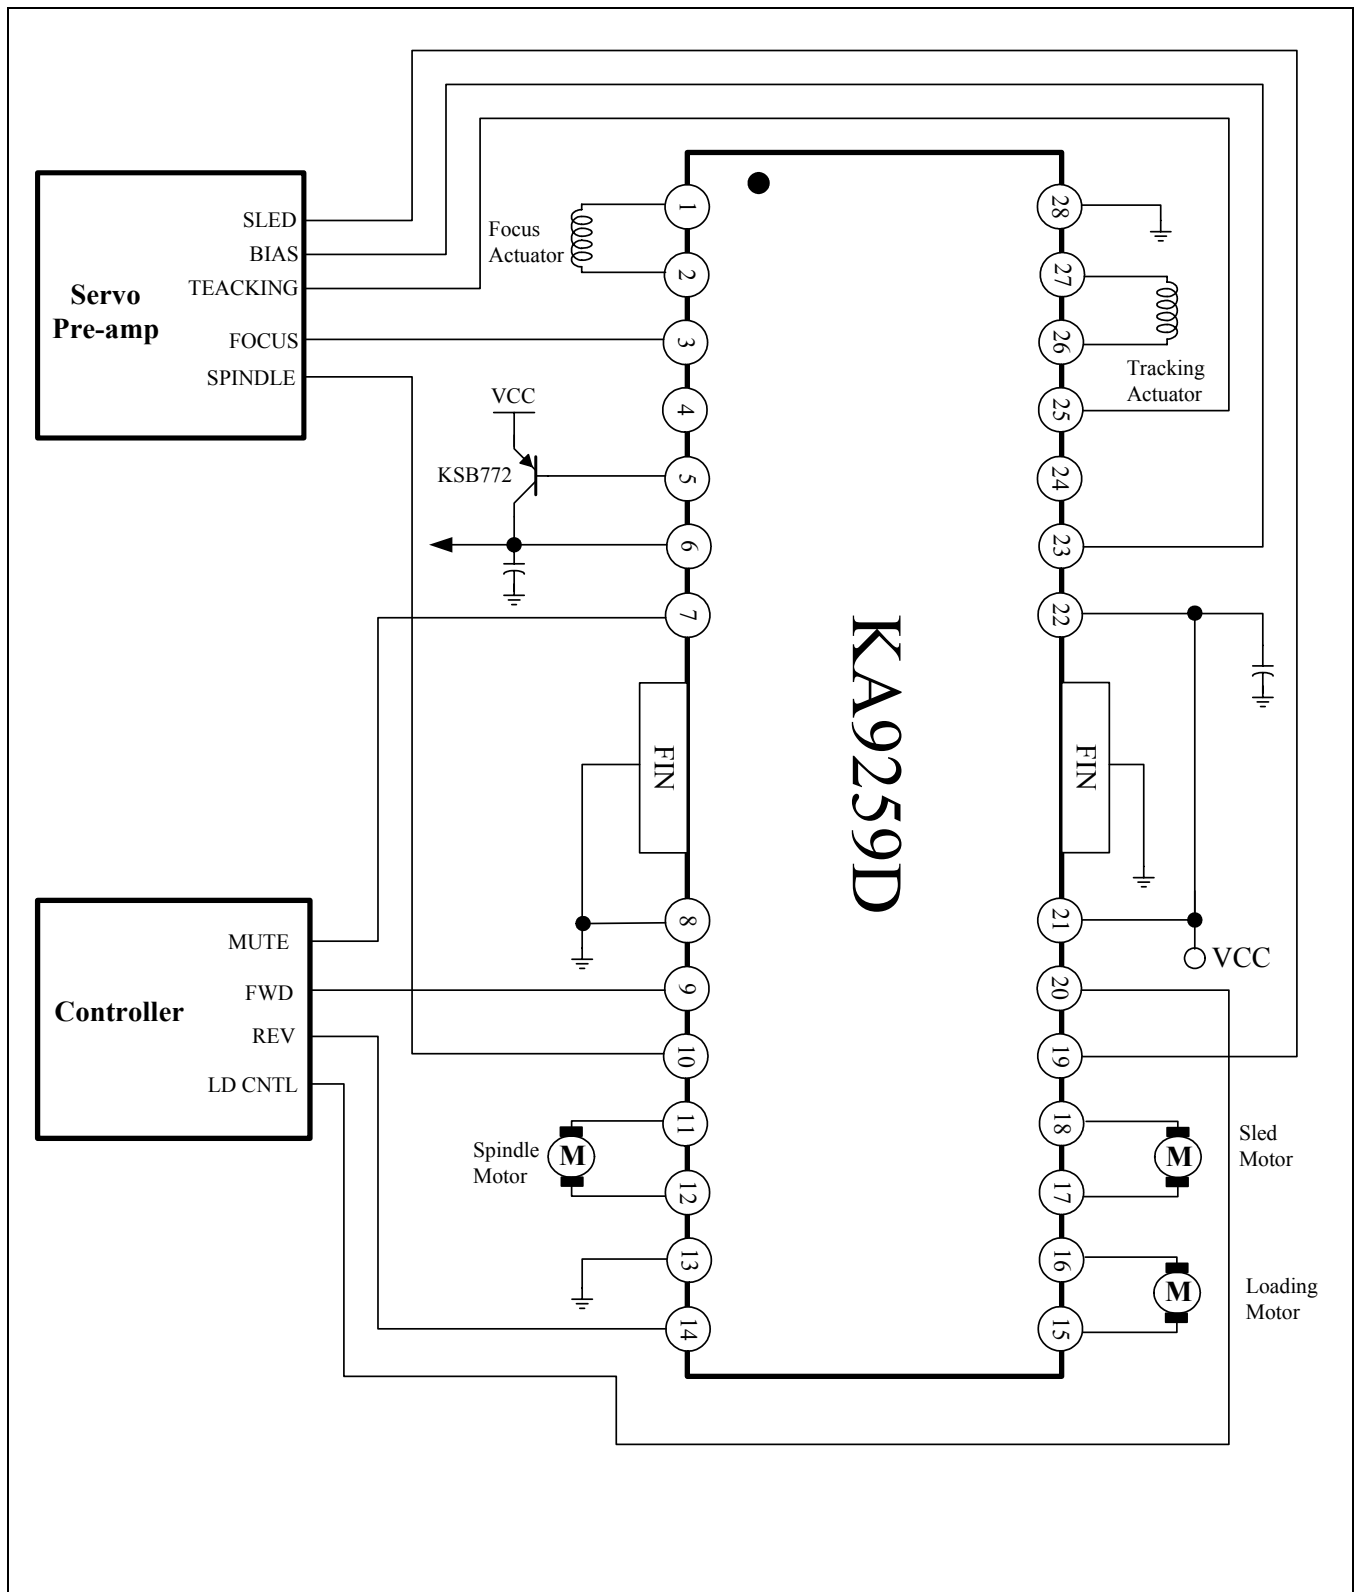 SLED
BIAS
TEACKING
FOCUS
SPINDLE
Servo
Pre-amp
Focus
Actuator
VCC
KSB772
1
2
3
4
5
6
7
FIN
8
9
10
11
12
13
14
KA9259D
28
27
26
25
24
23
22
FIN
21
20
19
18
17
16
15
Tracking
Actuator
VCC
MUTE
FWD
REV
LD CNTL
Controller
Spindle
Motor
M
Sled
Motor
M
Loading
Motor
M